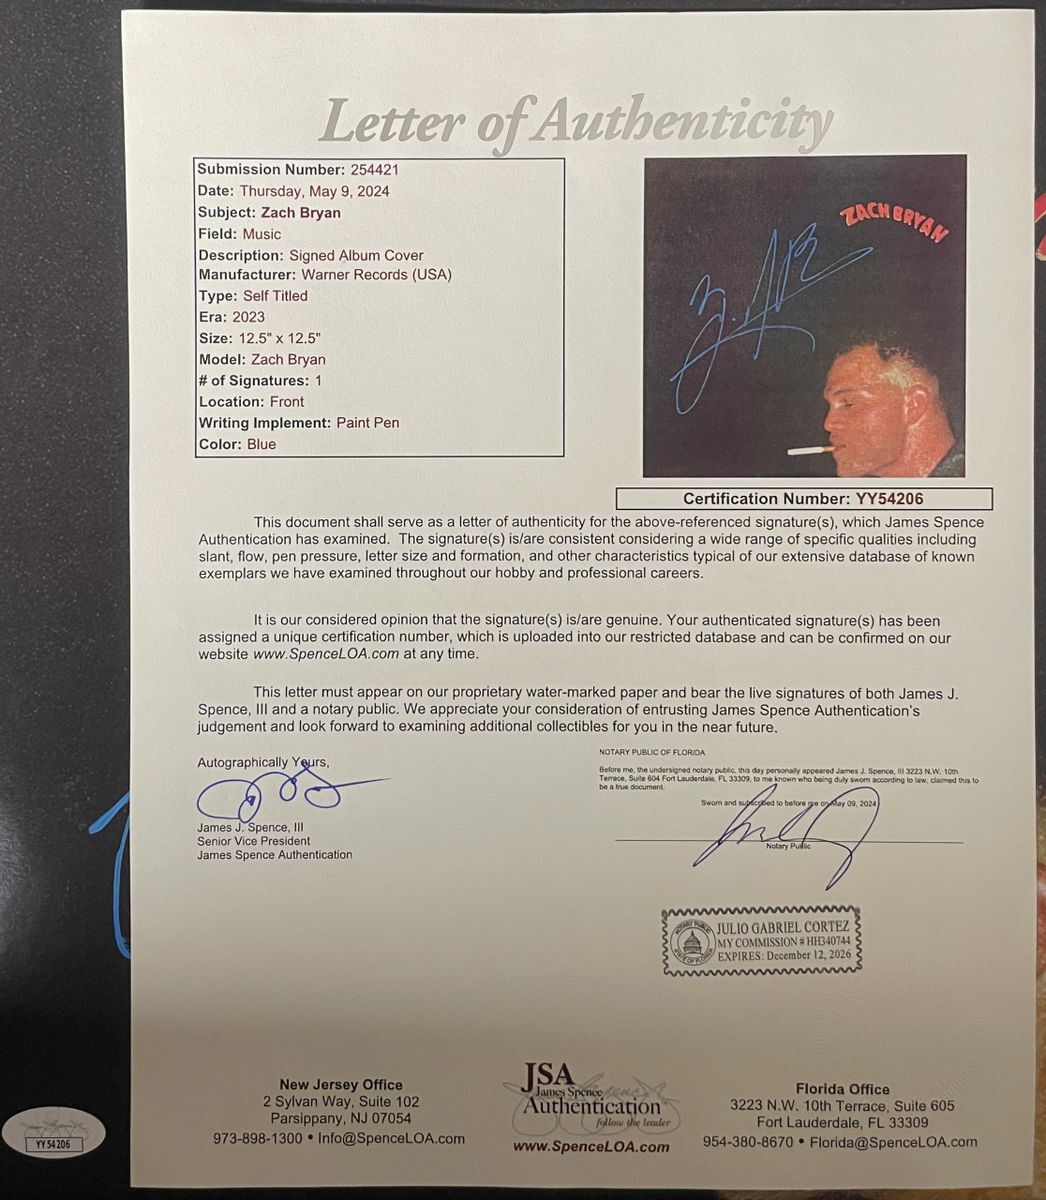 Letter of Authenticity
Submission Number: 254421
Date: Thursday, May 9, 2024
Subject: Zach Bryan
Field: Music
Description: Signed Album Cover
Manufacturer: Warner Records (USA)
Type: Self Titled
Era: 2023
Size: 12.5" x 12.5"
Model: Zach Bryan
# of Signatures: 1
Location: Front
Writing Implement: Paint Pen
Color: Blue
ZACH BRYAN
Certification Number: YY54206
This document shall serve as a letter of authenticity for the above-referenced signature(s), which James Spence
Authentication has examined. The signature(s) is/are consistent considering a wide range of specific qualities including
slant, flow, pen pressure, letter size and formation, and other characteristics typical of our extensive database of known
exemplars we have examined throughout our hobby and professional careers.
It is our considered opinion that the signature(s) is/are genuine. Your authenticated signature(s) has been
assigned a unique certification number, which is uploaded into our restricted database and can be confirmed on our
website www.SpenceLOA.com at any time.
This letter must appear on our proprietary water-marked paper and bear the live signatures of both James J.
Spence, III and a notary public. We appreciate your consideration of entrusting James Spence Authentication's
judgement and look forward to examining additional collectibles for you in the near future.
Autographically Yours,
James J. Spence, III
Senior Vice President
James Spence Authentication
NOTARY PUBLIC OF FLORIDA
Before me, the undersigned notary public, this day personally appeared James J. Spence, III 3223 N.W. 10th
Terrace, Suite 604 Fort Lauderdale, FL 33309, to me known who being duly sworn according to law, claimed this to
be a true document.
Sworn and subscribed to before me on May 09, 2024
Notary Public
NOTARY PUBLIC
STATE OF FLORIDA
JULIO GABRIEL CORTEZ
MY COMMISSION # HH340744
EXPIRES: December 12, 2026
New Jersey Office
2 Sylvan Way, Suite 102
Parsippany, NJ 07054
973-898-1300 • Info@SpenceLOA.com
JSA
James Spence
Authentication
follow the leader
www.SpenceLOA.com
Florida Office
3223 N.W. 10th Terrace, Suite 605
Fort Lauderdale, FL 33309
954-380-8670 • Florida@SpenceLOA.com
YY54206